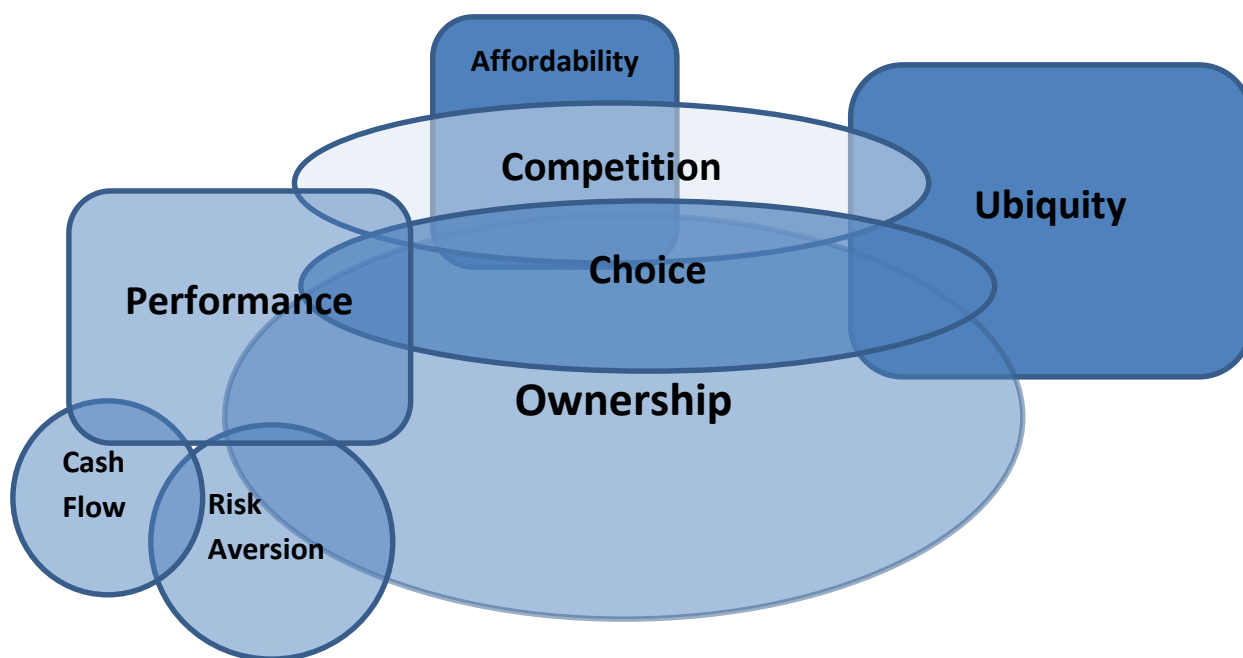 Affordability
Competition
Ubiquity
Choice
Performance
Ownership
Cash
Flow
Risk
Aversion